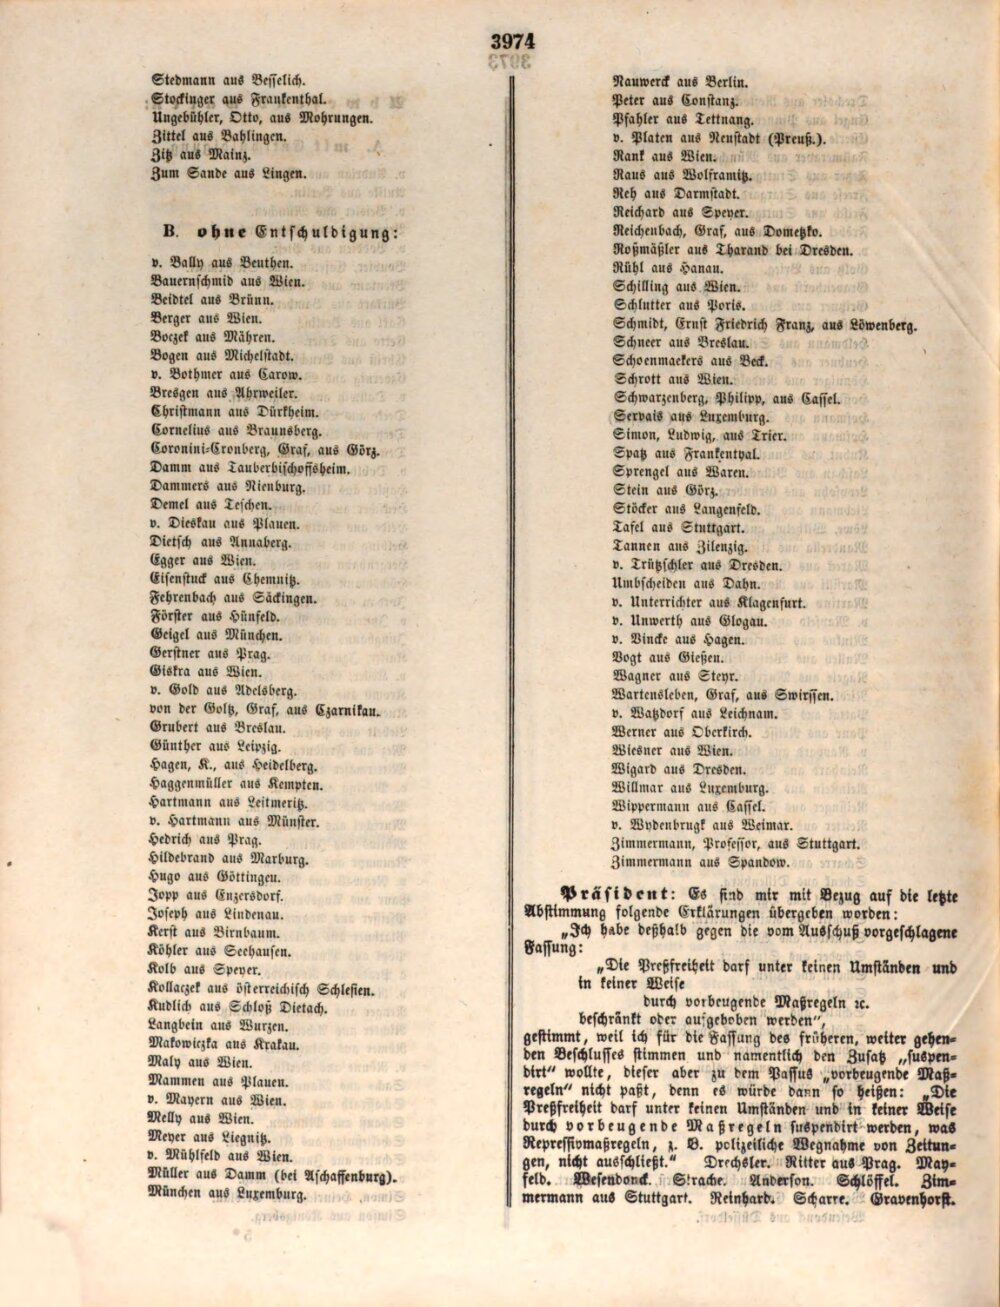 3974
Stedmann aus Besselich.
Stockinger aus Frankenthal.
Ungebühler, Otto, aus Mohrungen.
Zittel aus Bahlingen.
Zitz aus Mainz.
Zum Sande aus Lingen.
B. ohne Entschuldigung:
v. Bally aus Beuthen.
Bauernschmid aus Wien.
Beidtel aus Brünn.
Berger aus Wien.
Boczek aus Mähren.
Bogen aus Michelstadt.
v. Bothmer aus Carow.
Bresgen aus Ahrweiler.
Christmann aus Dürkheim.
Cornelius aus Braunsberg.
Coronini-Cronberg, Graf, aus Görz.
Damm aus Tauberbischoffsheim.
Dammers aus Nienburg.
Demel aus Teschen.
v. Dieskau aus Plauen.
Dietsch aus Annaberg.
Egger aus Wien.
Eisenstuck aus Chemnitz.
Fehrenbach aus Säckingen.
Förster aus Hünfeld.
Geigel aus München.
Gerstner aus Prag.
Giskra aus Wien.
v. Gold aus Adelsberg.
von der Goltz, Graf, aus Czarnikau.
Grubert aus Breslau.
Günther aus Leipzig.
Hagen, K., aus Heidelberg.
Haggenmüller aus Kempten.
Hartmann aus Leitmeritz.
v. Hartmann aus Münster.
Hedrich aus Prag.
Hildebrand aus Marburg.
Hugo aus Göttingen.
Jopp aus Enzersdorf.
Joseph aus Lindenau.
Kerst aus Birnbaum.
Köhler aus Seehausen.
Kolb aus Speyer.
Kollaczek aus österreichisch Schlesien.
Kudlich aus Schloß Dietach.
Langbein aus Wurzen.
Makowiczka aus Krakau.
Maly aus Wien.
Mammen aus Plauen.
v. Mayern aus Wien.
Melly aus Wien.
Meyer aus Liegnitz.
v. Mühlfeld aus Wien.
Müller aus Damm (bei Aschaffenburg).
München aus Luxemburg.
Nauwerck aus Berlin.
Peter aus Constanz.
Pfahler aus Tettnang.
v. Platen aus Neustadt (Preuß.).
Rank aus Wien.
Raus aus Wolframitz.
Reh aus Darmstadt.
Reichard aus Speyer.
Reichenbach, Graf, aus Dometzko.
Roßmäßler aus Tharand bei Dresden.
Rühl aus Hanau.
Schilling aus Wien.
Schlutter aus Poris.
Schmidt, Ernst Friedrich Franz, aus Löwenberg.
Schneer aus Breslau.
Schoenmaekers aus Beck.
Schrott aus Wien.
Schwarzenberg, Philipp, aus Cassel.
Servais aus Luxemburg.
Simon, Ludwig, aus Trier.
Spatz aus Frankenthal.
Sprengel aus Waren.
Stein aus Görz.
Stöcker aus Langenfeld.
Tafel aus Stuttgart.
Tannen aus Zilenzig.
v. Trützschler aus Dresden.
Umbscheiden aus Dahn.
v. Unterrichter aus Klagenfurt.
v. Unwerth aus Glogau.
v. Vincke aus Hagen.
Vogt aus Gießen.
Wagner aus Steyr.
Wartensleben, Graf, aus Swirssen.
v. Watzdorf aus Leichnam.
Werner aus Oberkirch.
Wiesner aus Wien.
Wigard aus Dresden.
Willmar aus Luxemburg.
Wippermann aus Cassel.
v. Wydenbrugk aus Weimar.
Zimmermann, Professor, aus Stuttgart.
Zimmermann aus Spandow.
Präsident: Es sind mir mit Bezug auf die letzte
Abstimmung folgende Erklärungen übergeben worden:
„Ich habe deßhalb gegen die vom Ausschuß vorgeschlagene
Fassung:
„Die Preßfreiheit darf unter keinen Umständen und
in keiner Weise
durch vorbeugende Maßregeln ꝛc.
beschränkt oder aufgehoben werden",
gestimmt, weil ich für die Fassung des früheren, weiter gehen-
den Beschlusses stimmen und namentlich den Zusatz „suspen-
dirt" wollte, dieser aber zu dem Passus „vorbeugende Maß-
regeln" nicht paßt, denn es würde dann so heißen: „Die
Preßfreiheit darf unter keinen Umständen und in keiner Weise
durch vorbeugende Maßregeln suspendirt werden, was
Repressivmaßregeln, z. B. polizeiliche Wegnahme von Zeitun-
gen, nicht ausschließt." Drechsler. Ritter aus Prag. May-
feld. Wesendonck. Strache. Anderson. Schlöffel. Zim-
mermann aus Stuttgart. Reinhard. Scharre. Gravenhorst.